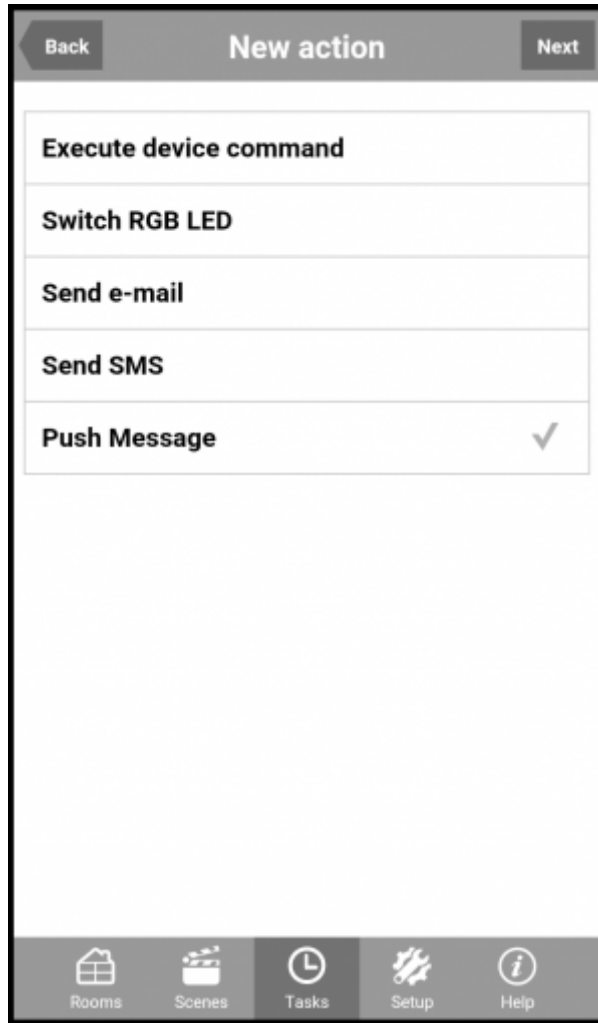 Back New action Next
Execute device command
Switch RGB LED
Send e-mail
Send SMS
Push Message
Rooms Scenes Tasks Setup Help